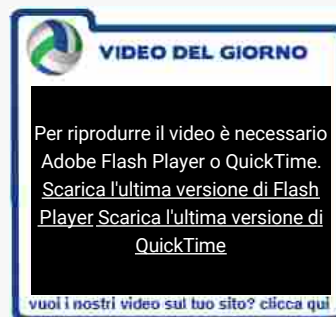 VIDEO DEL GIORNO
Per riprodurre il video è necessario
Adobe Flash Player o QuickTime.
Scarica l'ultima versione di Flash
Player Scarica l'ultima versione di
QuickTime
vuoi i nostri video sul tuo sito? clicca qui